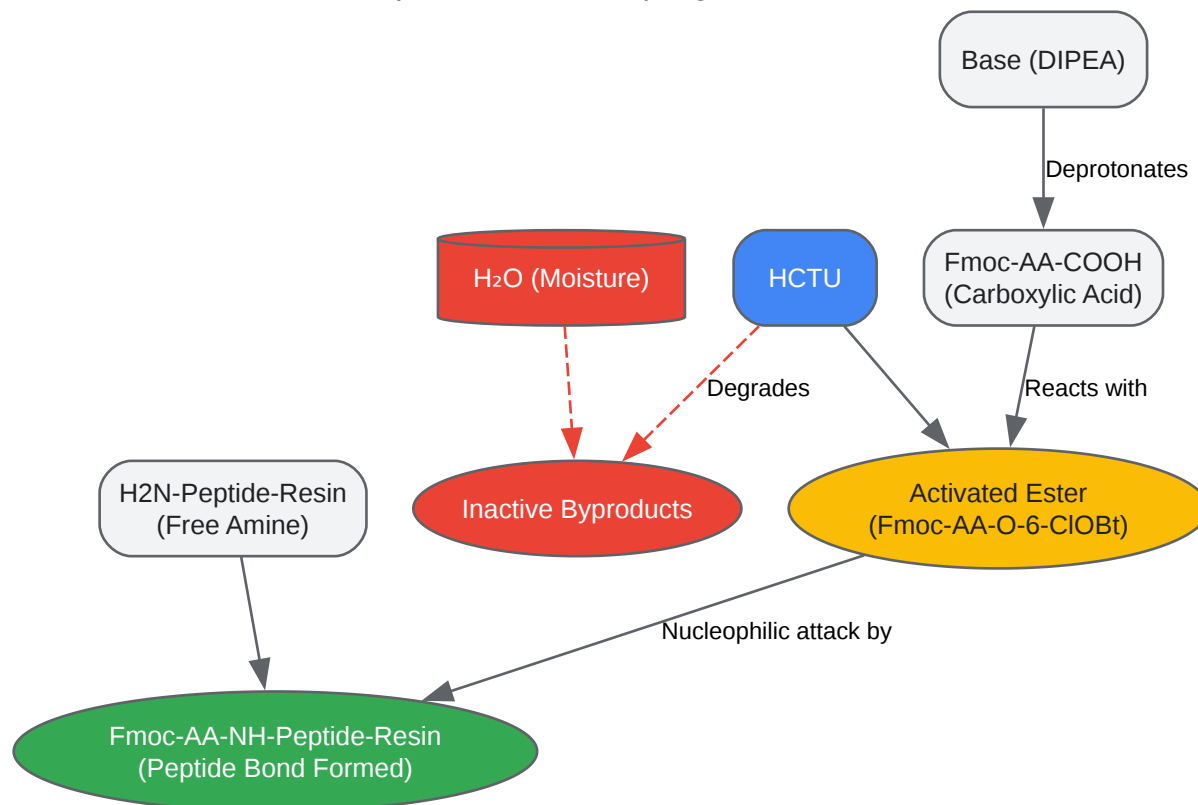 Base (DIPEA)
Deprotonates
H₂O (Moisture)
HCTU
Fmoc-AA-COOH
(Carboxylic Acid)
Degrades
Reacts with
H2N-Peptide-Resin
(Free Amine)
Inactive Byproducts
Activated Ester
(Fmoc-AA-O-6-ClOBt)
Nucleophilic attack by
Fmoc-AA-NH-Peptide-Resin
(Peptide Bond Formed)